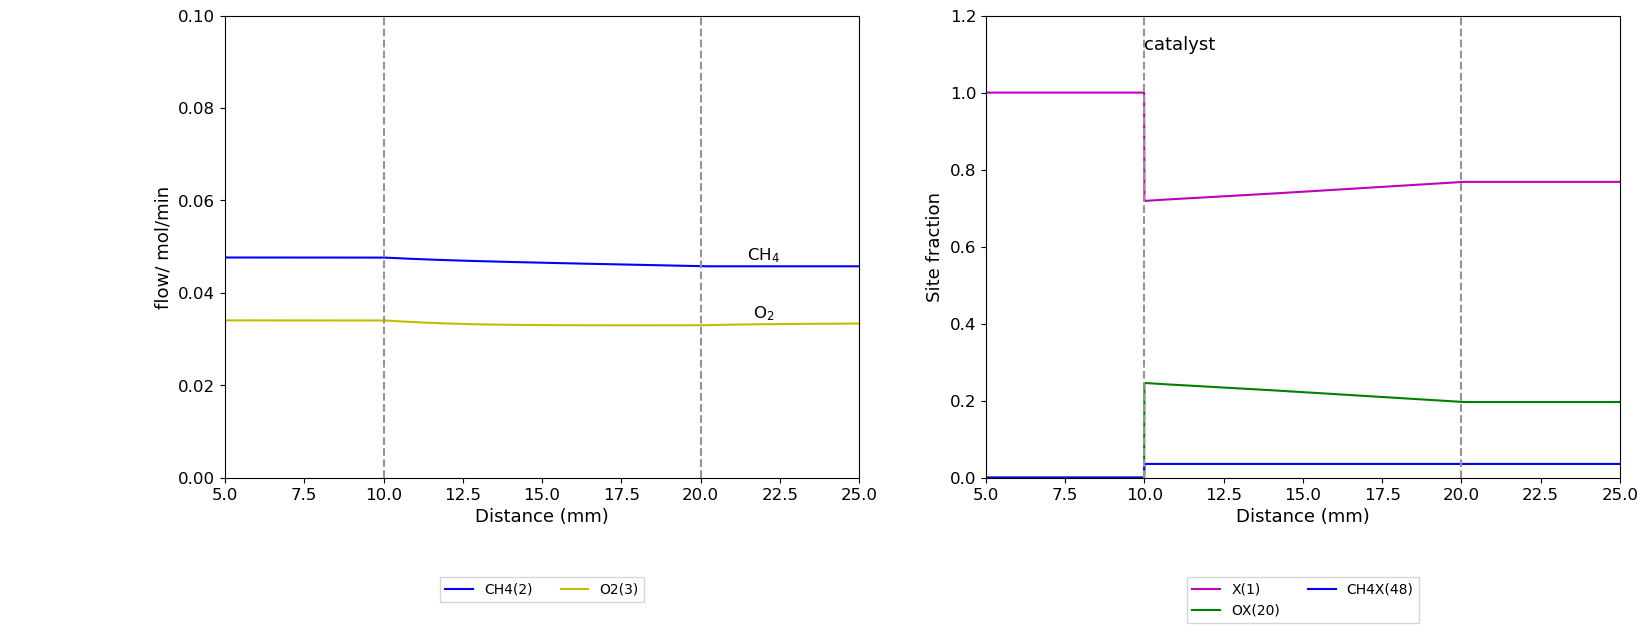 0.10
0.08
0.06
0.04
0.02
0.00
flow/ mol/min
CH4
O2
5.0 7.5 10.0 12.5 15.0 17.5 20.0 22.5 25.0
Distance (mm)
CH4(2) O2(3)
1.2
1.0
0.8
0.6
0.4
0.2
0.0
Site fraction
catalyst
5.0 7.5 10.0 12.5 15.0 17.5 20.0 22.5 25.0
Distance (mm)
X(1) CH4X(48)
OX(20)